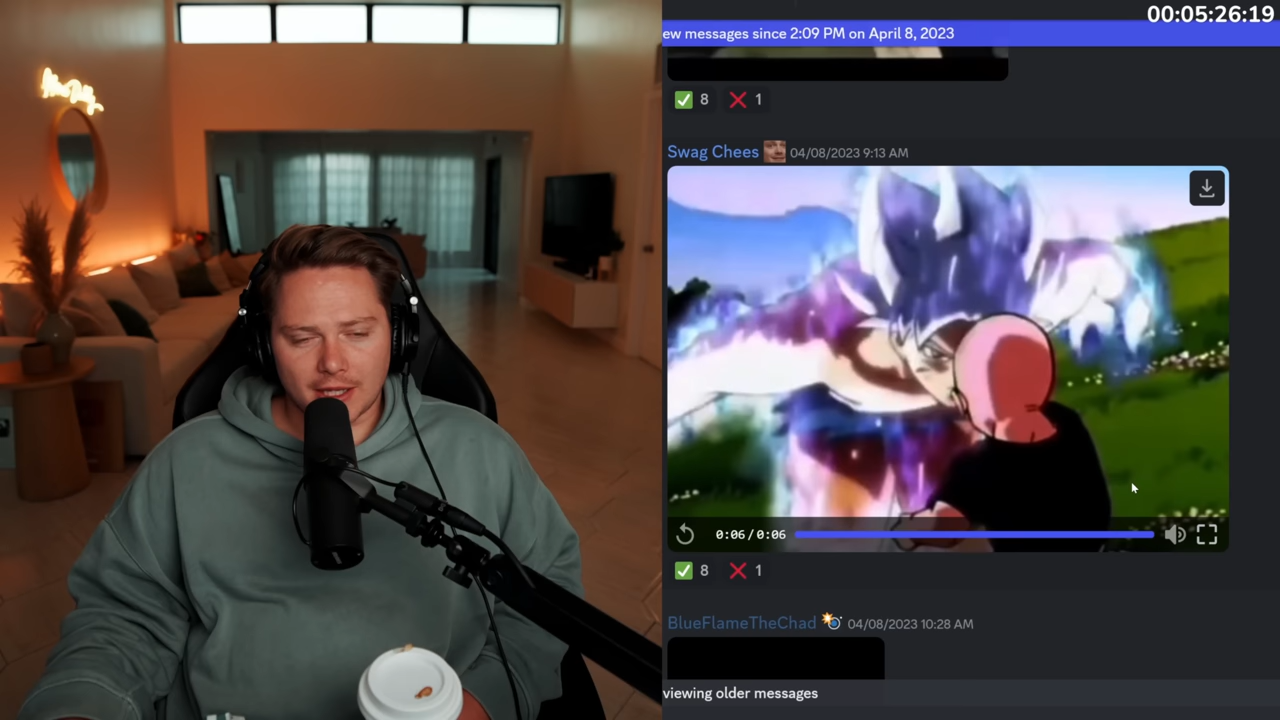 00:05:26:19
ew messages since 2:09 PM on April 8, 2023
8 1
Swag Chees 04/08/2023 9:13 AM
0:06 / 0:06
8 1
BlueFlameTheChad 04/08/2023 10:28 AM
viewing older messages